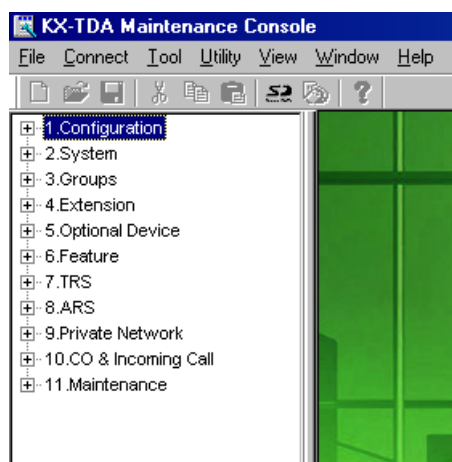 KX-TDA Maintenance Console
File Connect Tool Utility View Window Help
1.Configuration
2.System
3.Groups
4.Extension
5.Optional Device
6.Feature
7.TRS
8.ARS
9.Private Network
10.CO & Incoming Call
11.Maintenance